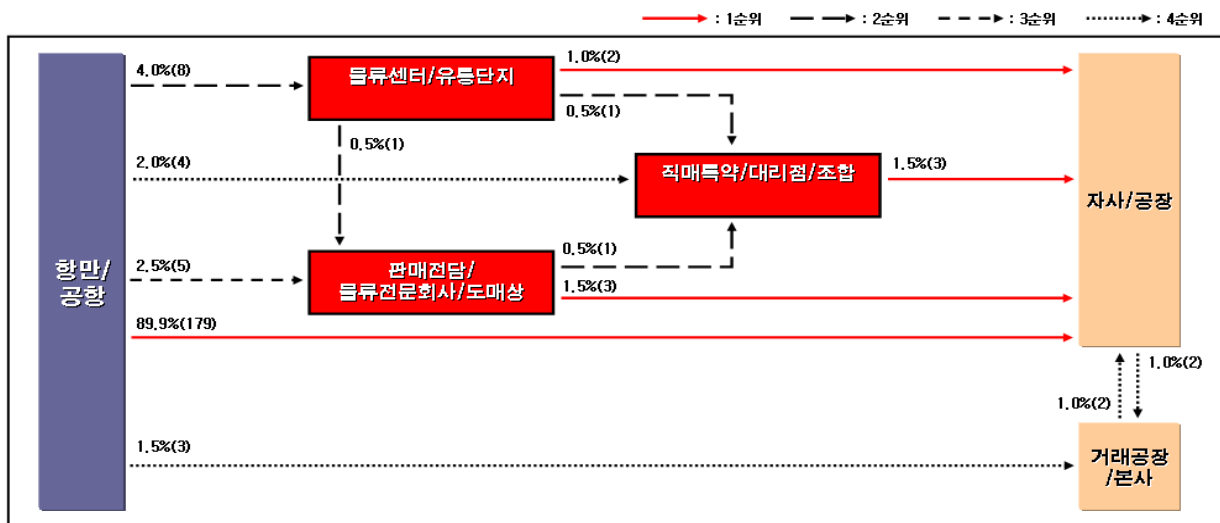 : 1순위
: 2순위
: 3순위
: 4순위
항만/
공항
4.0%(8)
물류센터/유통단지
1.0%(2)
0.5%(1)
0.5%(1)
2.0%(4)
직매특약/대리점/조합
1.5%(3)
자사/공장
2.5%(5)
판매전담/
물류전문회사/도매상
0.5%(1)
1.5%(3)
89.9%(179)
1.0%(2)
1.0%(2)
1.5%(3)
거래공장
/본사